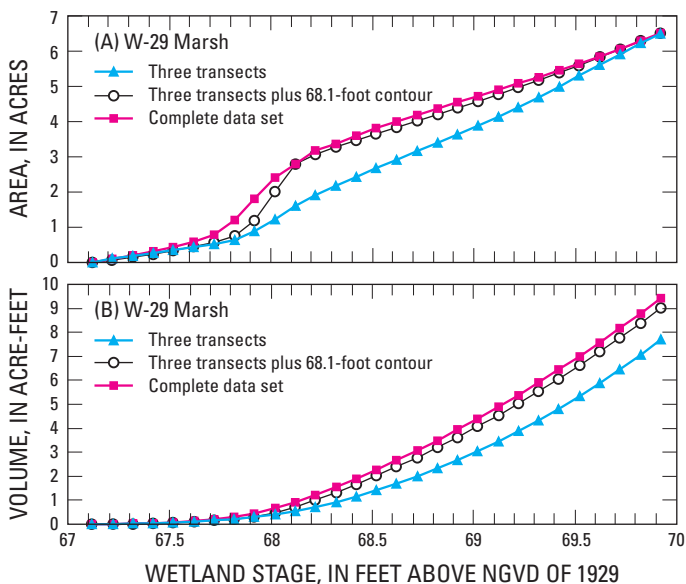 7
6
5
4
3
2
1
0
AREA, IN ACRES
(A) W-29 Marsh
Three transects
Three transects plus 68.1-foot contour
Complete data set
10
9
8
7
6
5
4
3
2
1
0
VOLUME, IN ACRE-FEET
(B) W-29 Marsh
Three transects
Three transects plus 68.1-foot contour
Complete data set
67 67.5 68 68.5 69 69.5 70
WETLAND STAGE, IN FEET ABOVE NGVD OF 1929